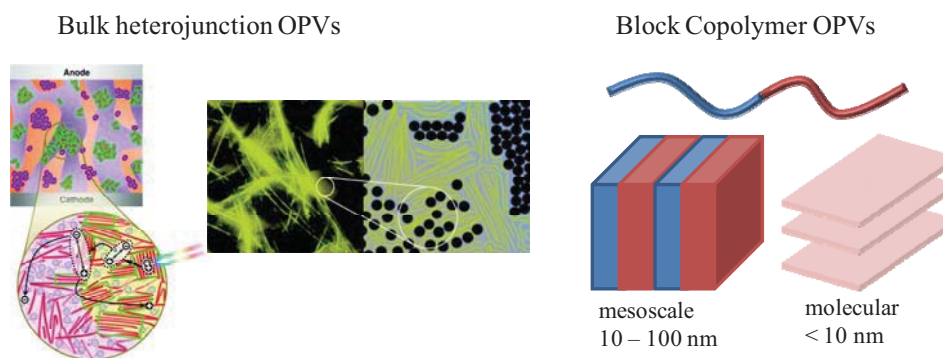 Bulk heterojunction OPVs
Block Copolymer OPVs
Anode
Cathode
mesoscale
10 – 100 nm
molecular
< 10 nm